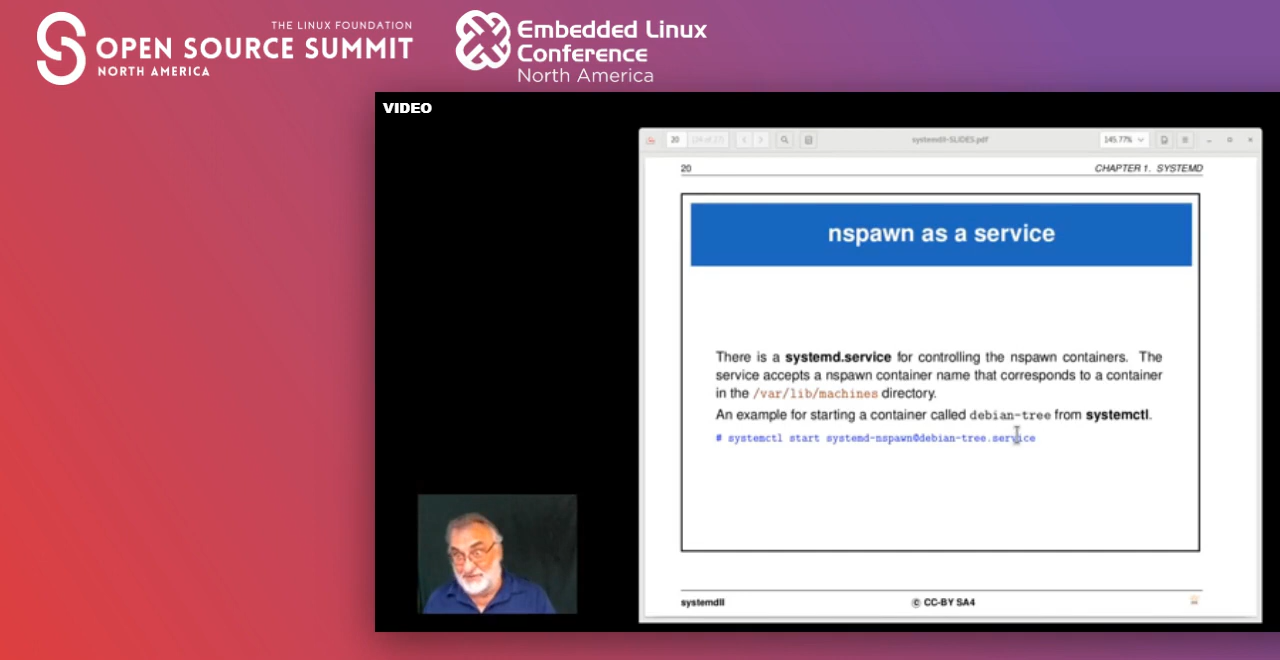 THE LINUX FOUNDATION
OPEN SOURCE SUMMIT
NORTH AMERICA
Embedded Linux
Conference
North America
VIDEO
20
systemdII-SLIDES.pdf
145.77%
20
CHAPTER 1. SYSTEMD
nspawn as a service
There is a systemd.service for controlling the nspawn containers. The
service accepts a nspawn container name that corresponds to a container
in the /var/lib/machines directory.
An example for starting a container called debian-tree from systemctl.
# systemctl start systemd-nspawn@debian-tree.service
systemdII
© CC-BY SA4